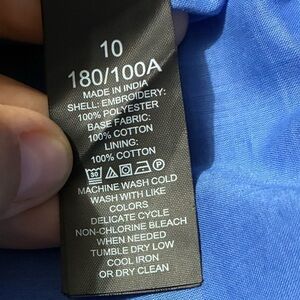 10
180/100A
MADE IN INDIA
SHELL: EMBROIDERY:
100% POLYESTER
BASE FABRIC:
100% COTTON
LINING:
100% COTTON
30 P
MACHINE WASH COLD
WASH WITH LIKE
COLORS
DELICATE CYCLE
NON-CHLORINE BLEACH
WHEN NEEDED
TUMBLE DRY LOW
COOL IRON
OR DRY CLEAN